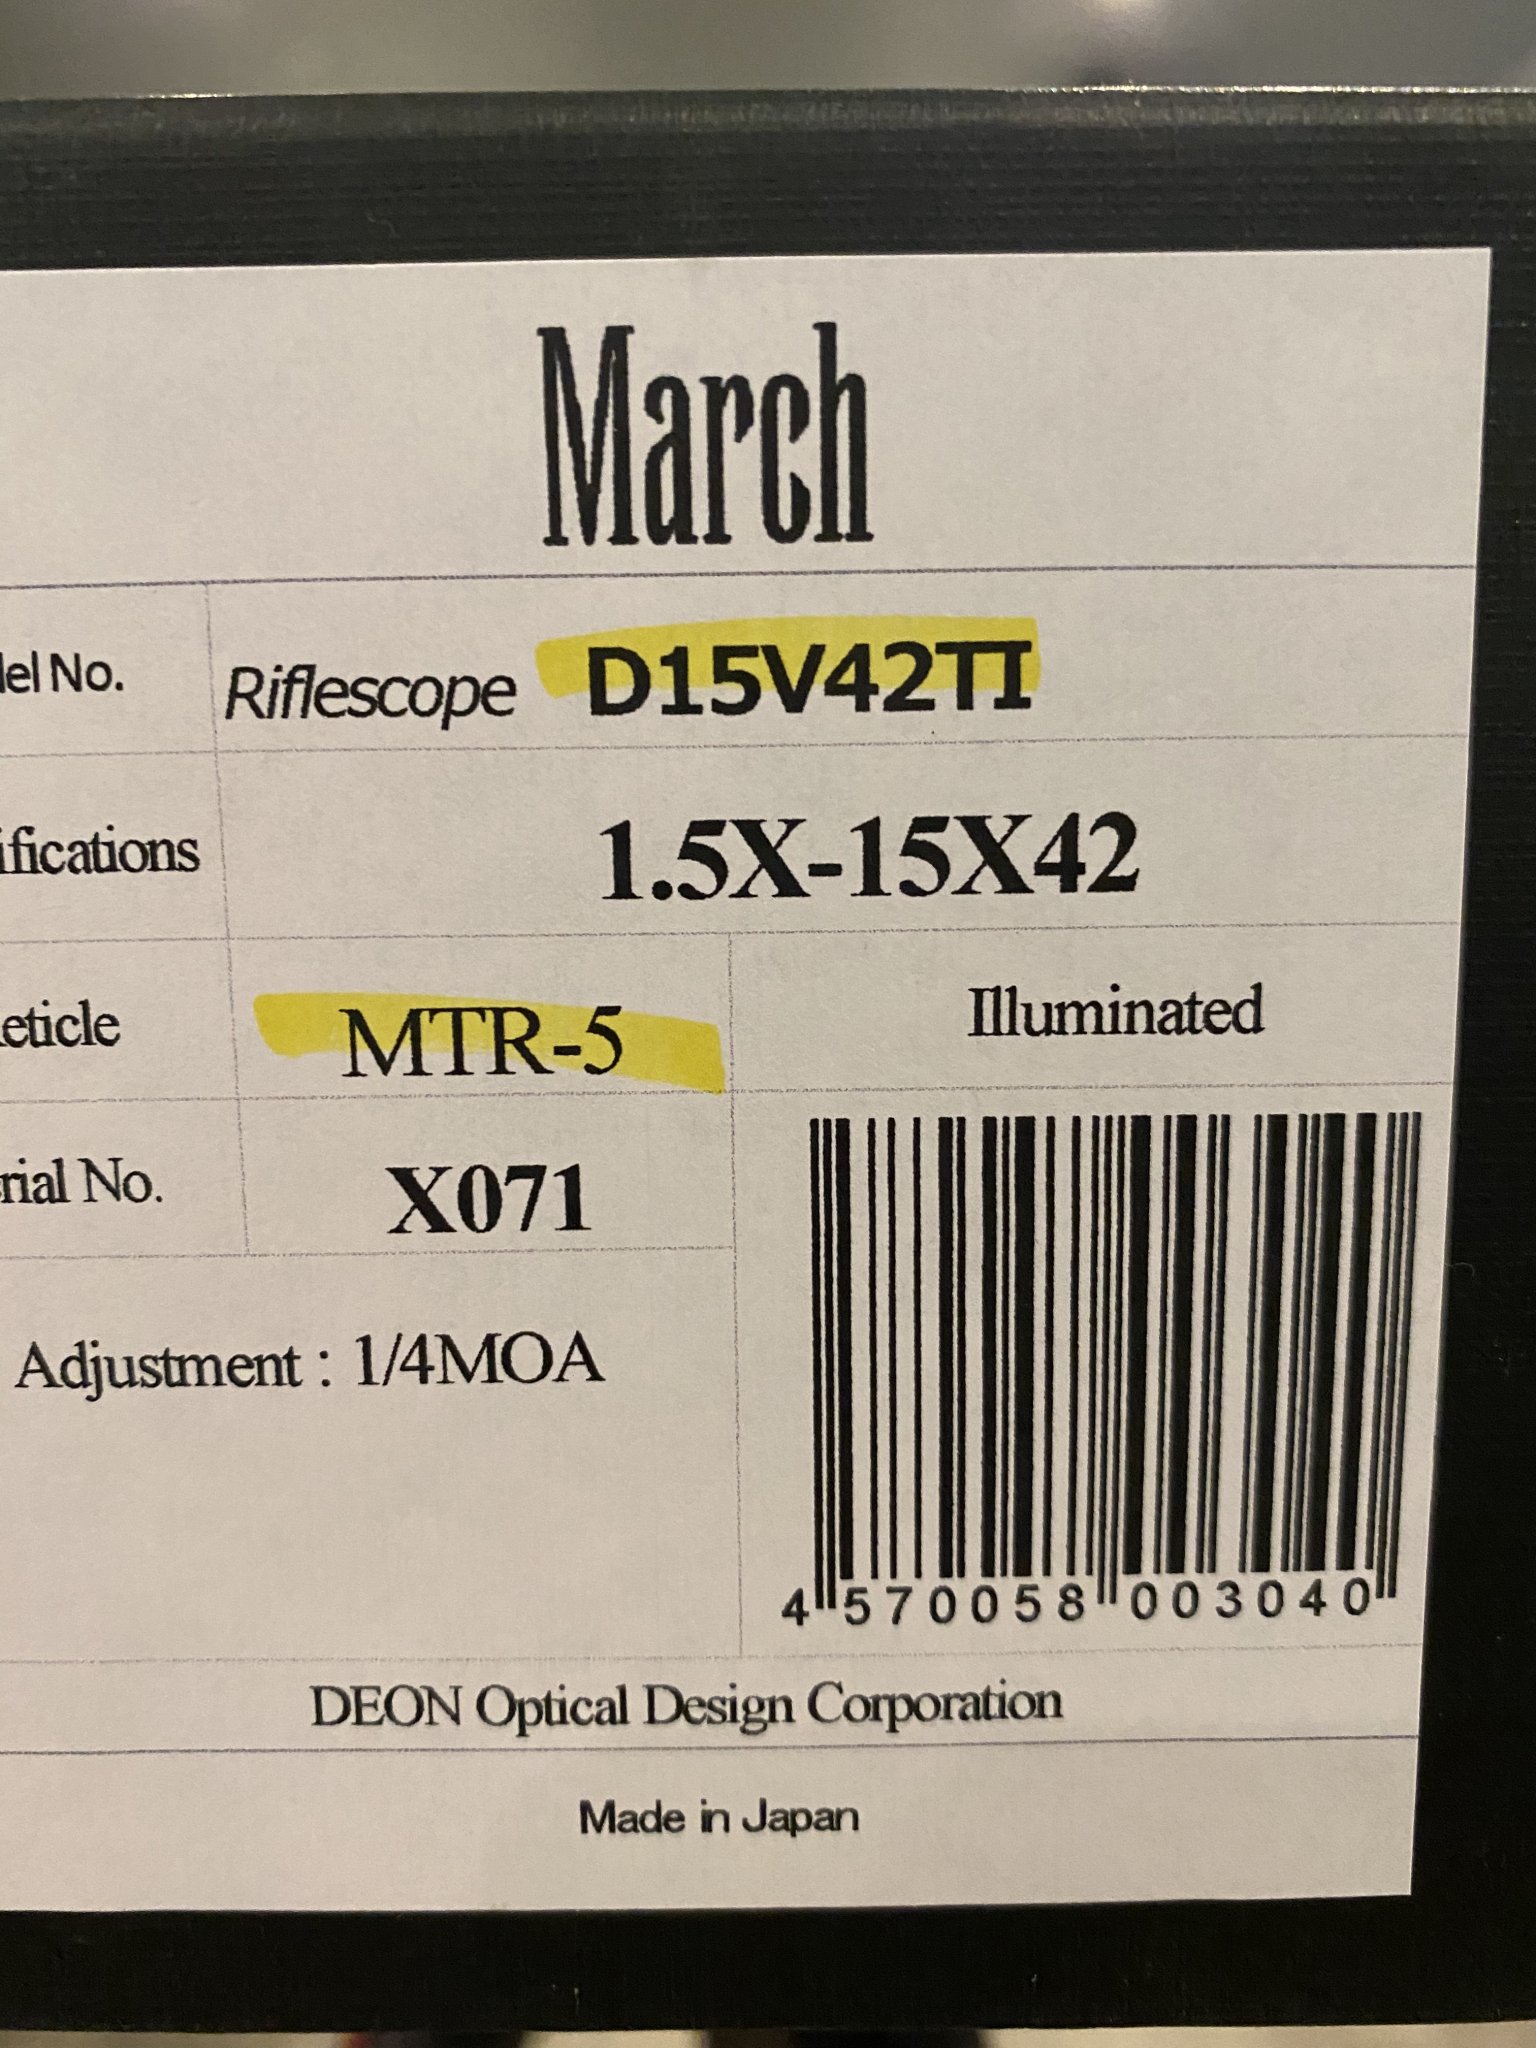 March
del No. Riflescope D15V42TI
ifications 1.5X-15X42
eticle MTR-5 Illuminated
rial No. X071
Adjustment : 1/4MOA
4 570058 003040
DEON Optical Design Corporation
Made in Japan